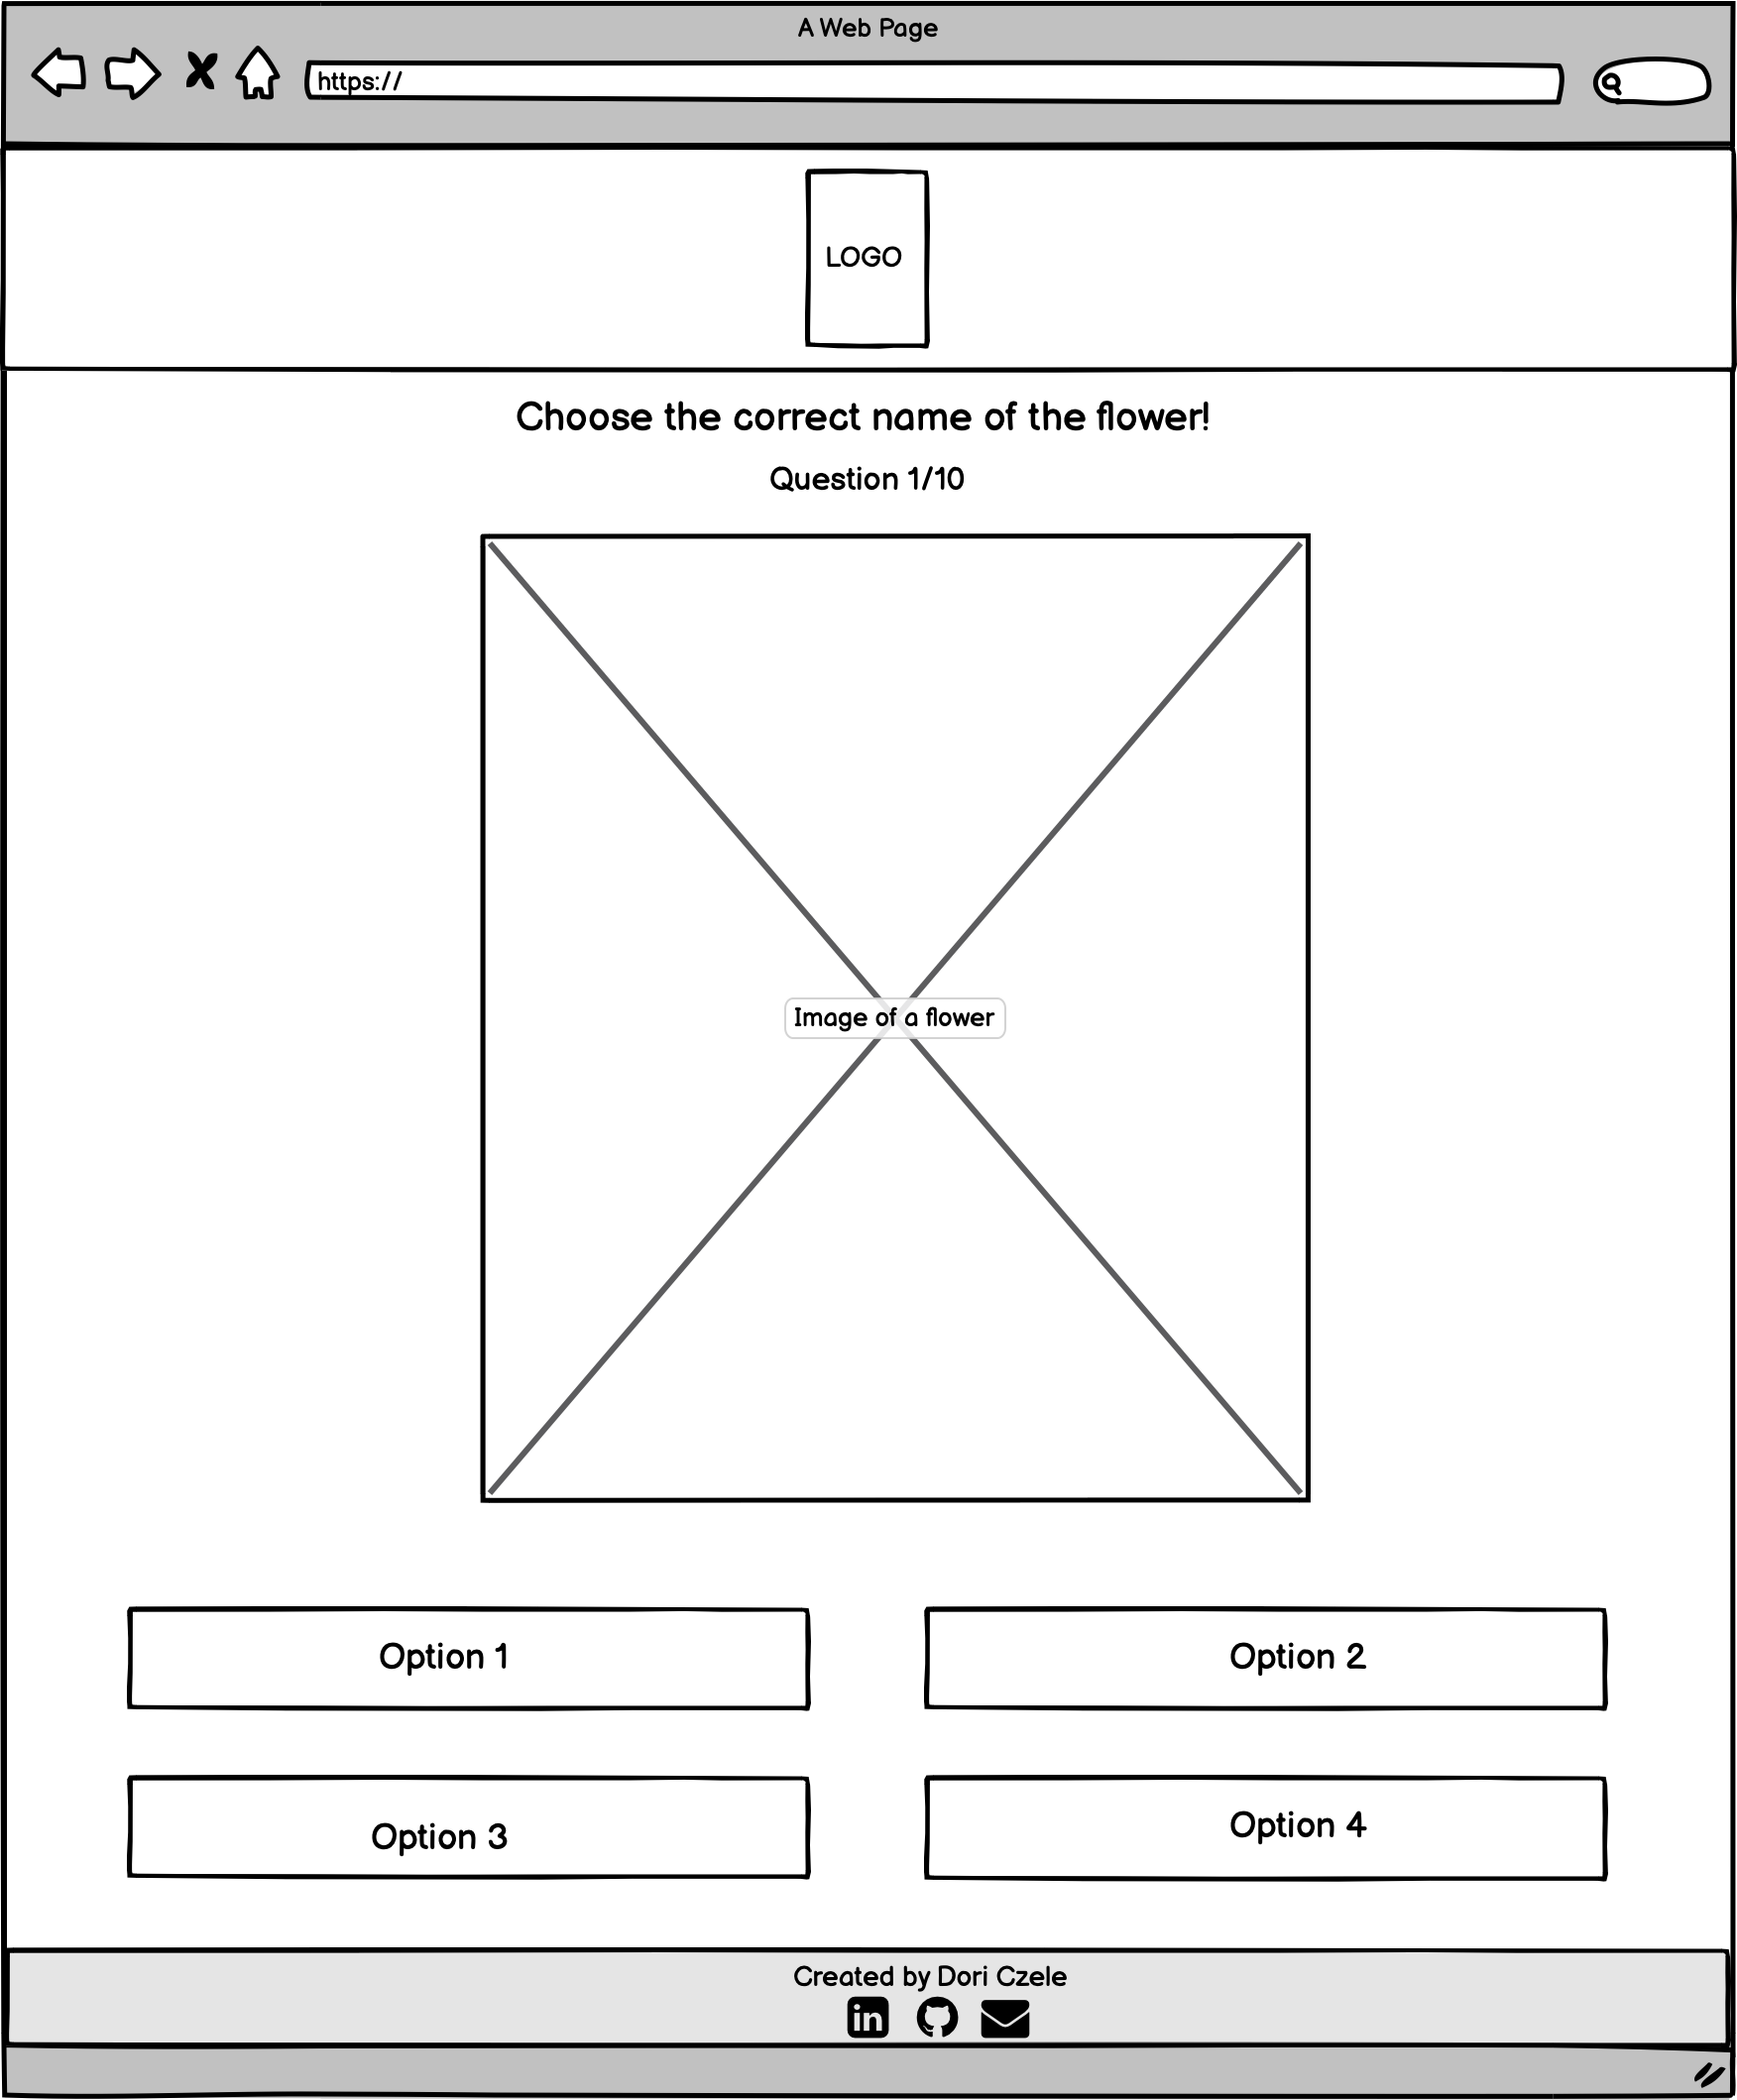 A Web Page
https://
LOGO
Choose the correct name of the flower!
Question 1/10
Image of a flower
Option 1
Option 2
Option 3
Option 4
Created by Dori Czele
in